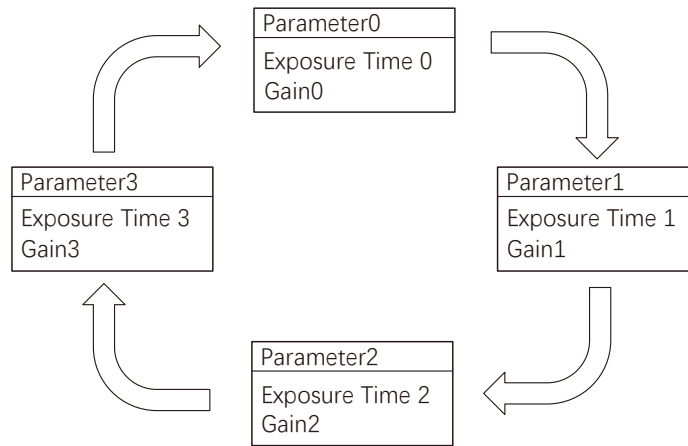 Parameter0
Exposure Time 0
Gain0
Parameter3
Exposure Time 3
Gain3
Parameter1
Exposure Time 1
Gain1
Parameter2
Exposure Time 2
Gain2